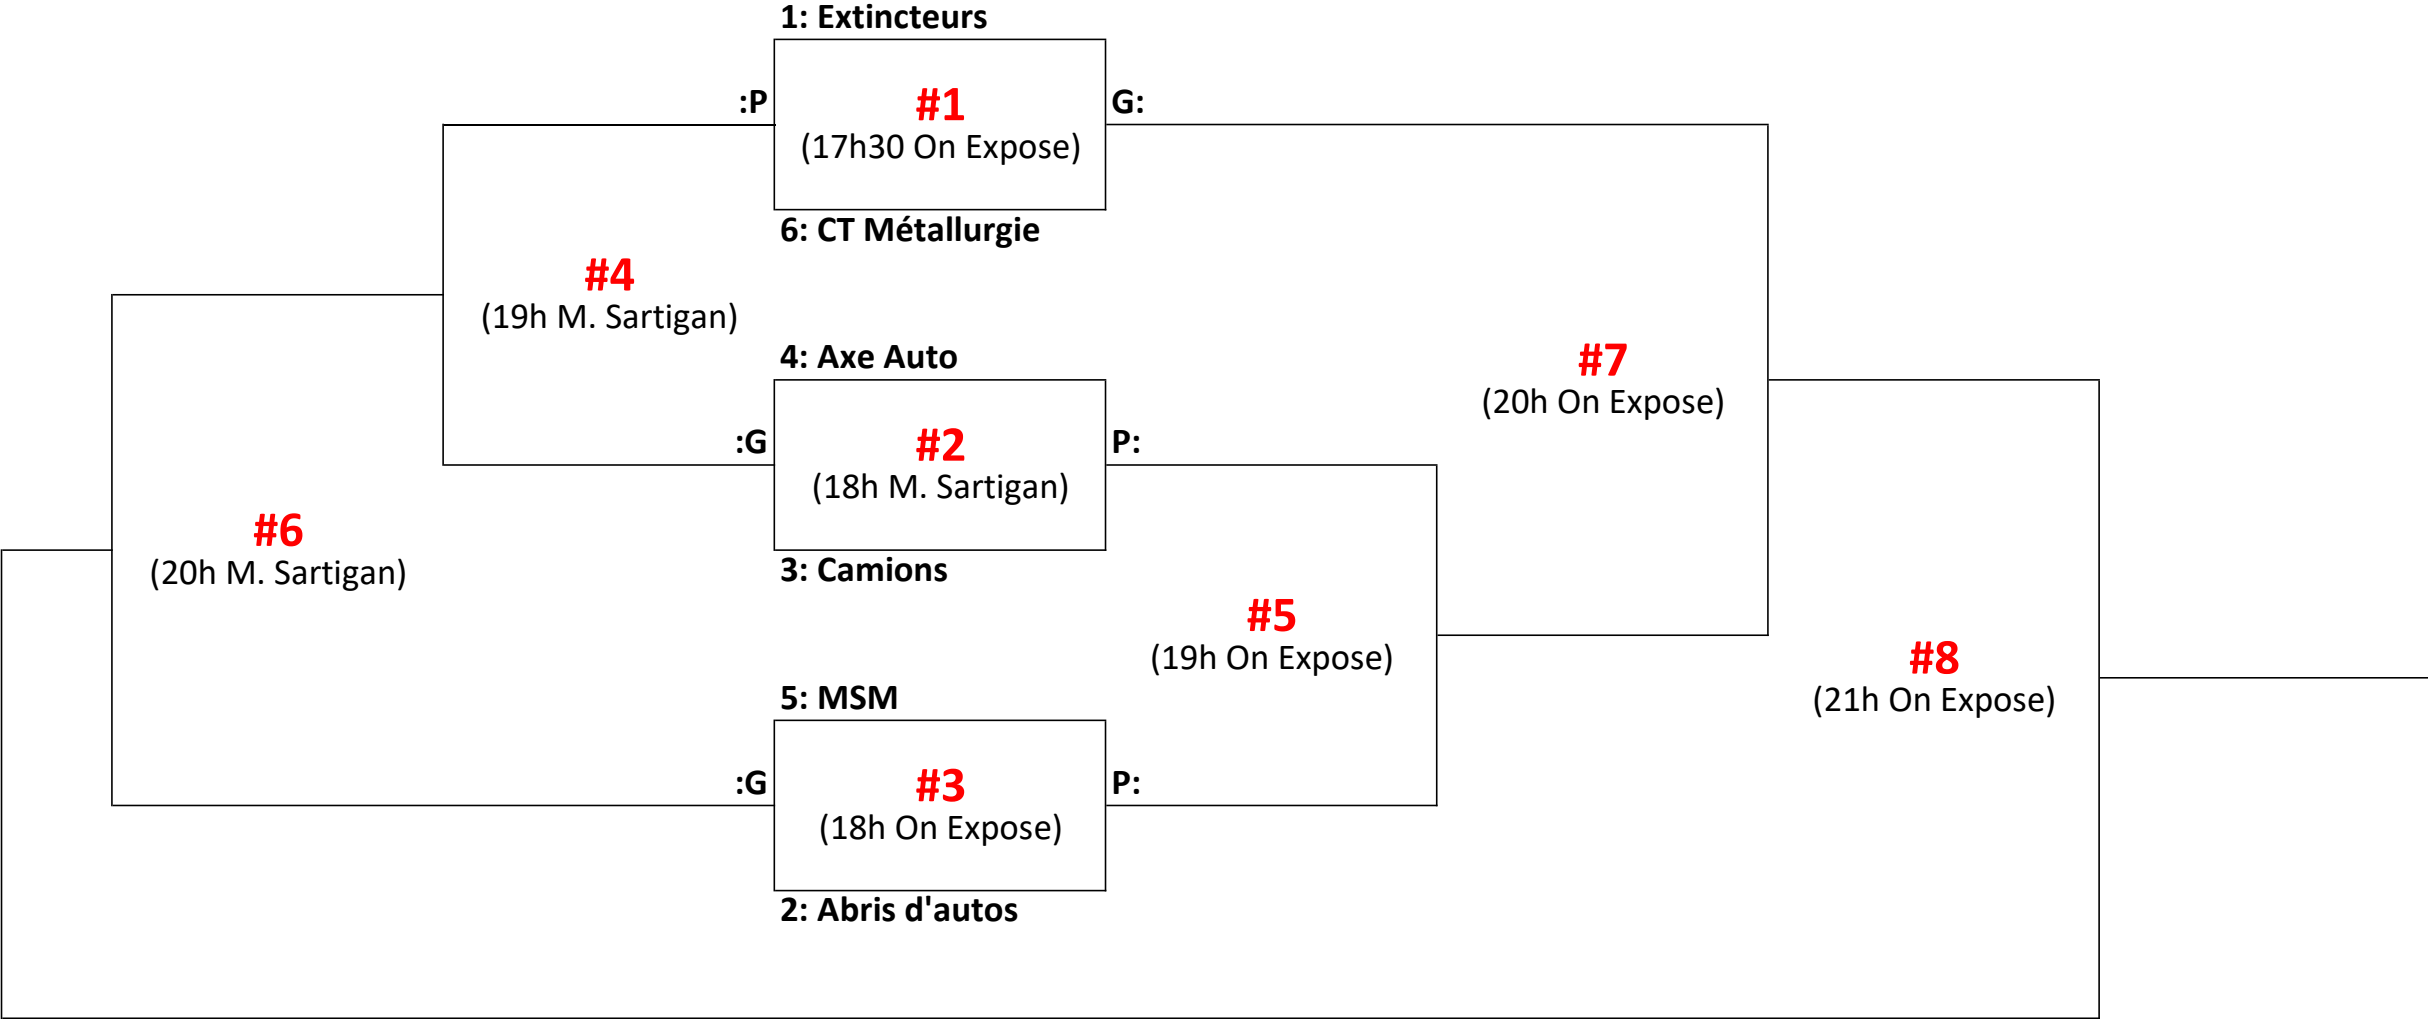 1: Extincteurs
:P
#1
G:
(17h30 On Expose)
6: CT Métallurgie
#4
(19h M. Sartigan)
4: Axe Auto
#7
(20h On Expose)
:G
#2
P:
(18h M. Sartigan)
#6
(20h M. Sartigan)
3: Camions
#5
(19h On Expose)
#8
(21h On Expose)
5: MSM
:G
#3
P:
(18h On Expose)
2: Abris d'autos